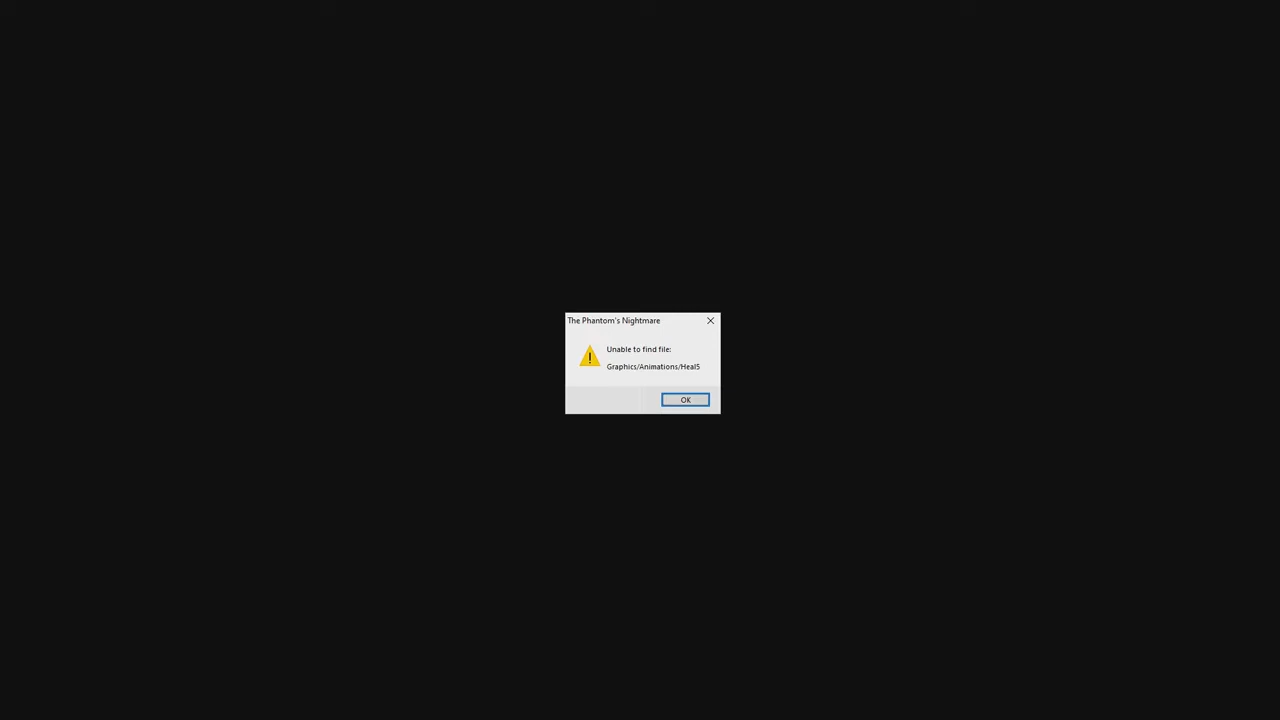 The Phantom's Nightmare
Unable to find file:
Graphics/Animations/Heal5
OK